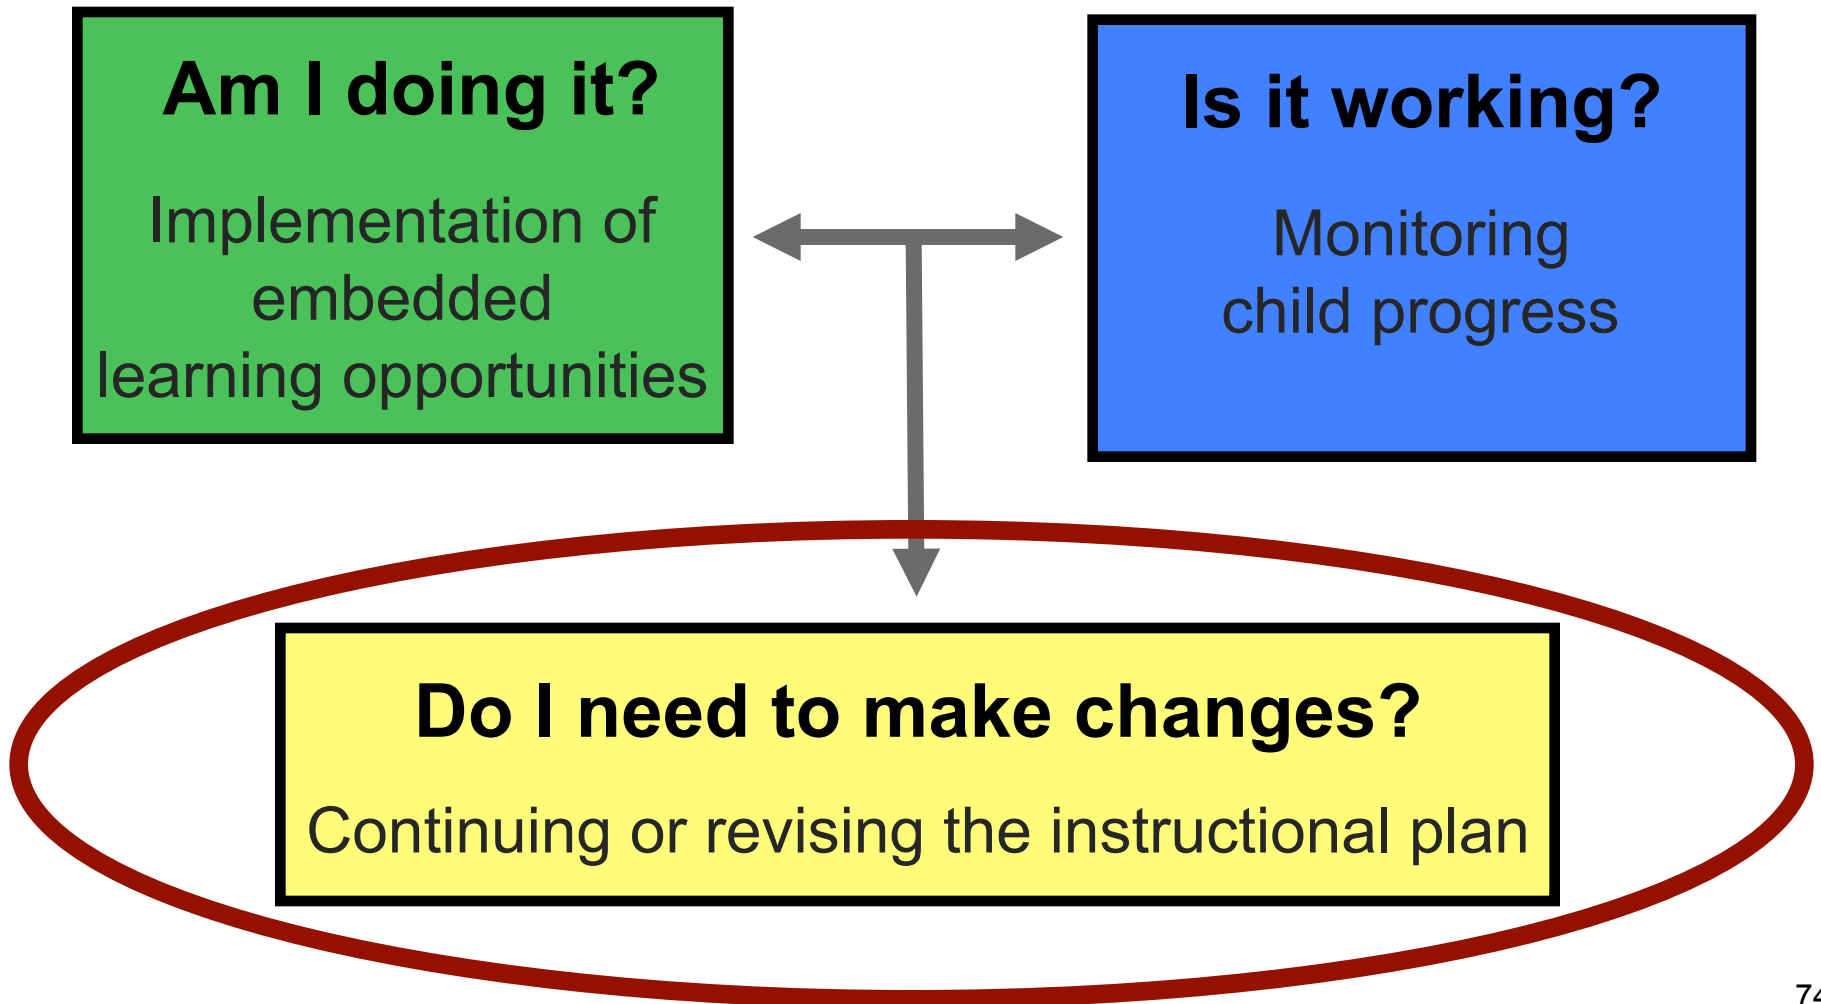 Am I doing it?
Implementation of
embedded
learning opportunities
Is it working?
Monitoring
child progress
Do I need to make changes?
Continuing or revising the instructional plan
74